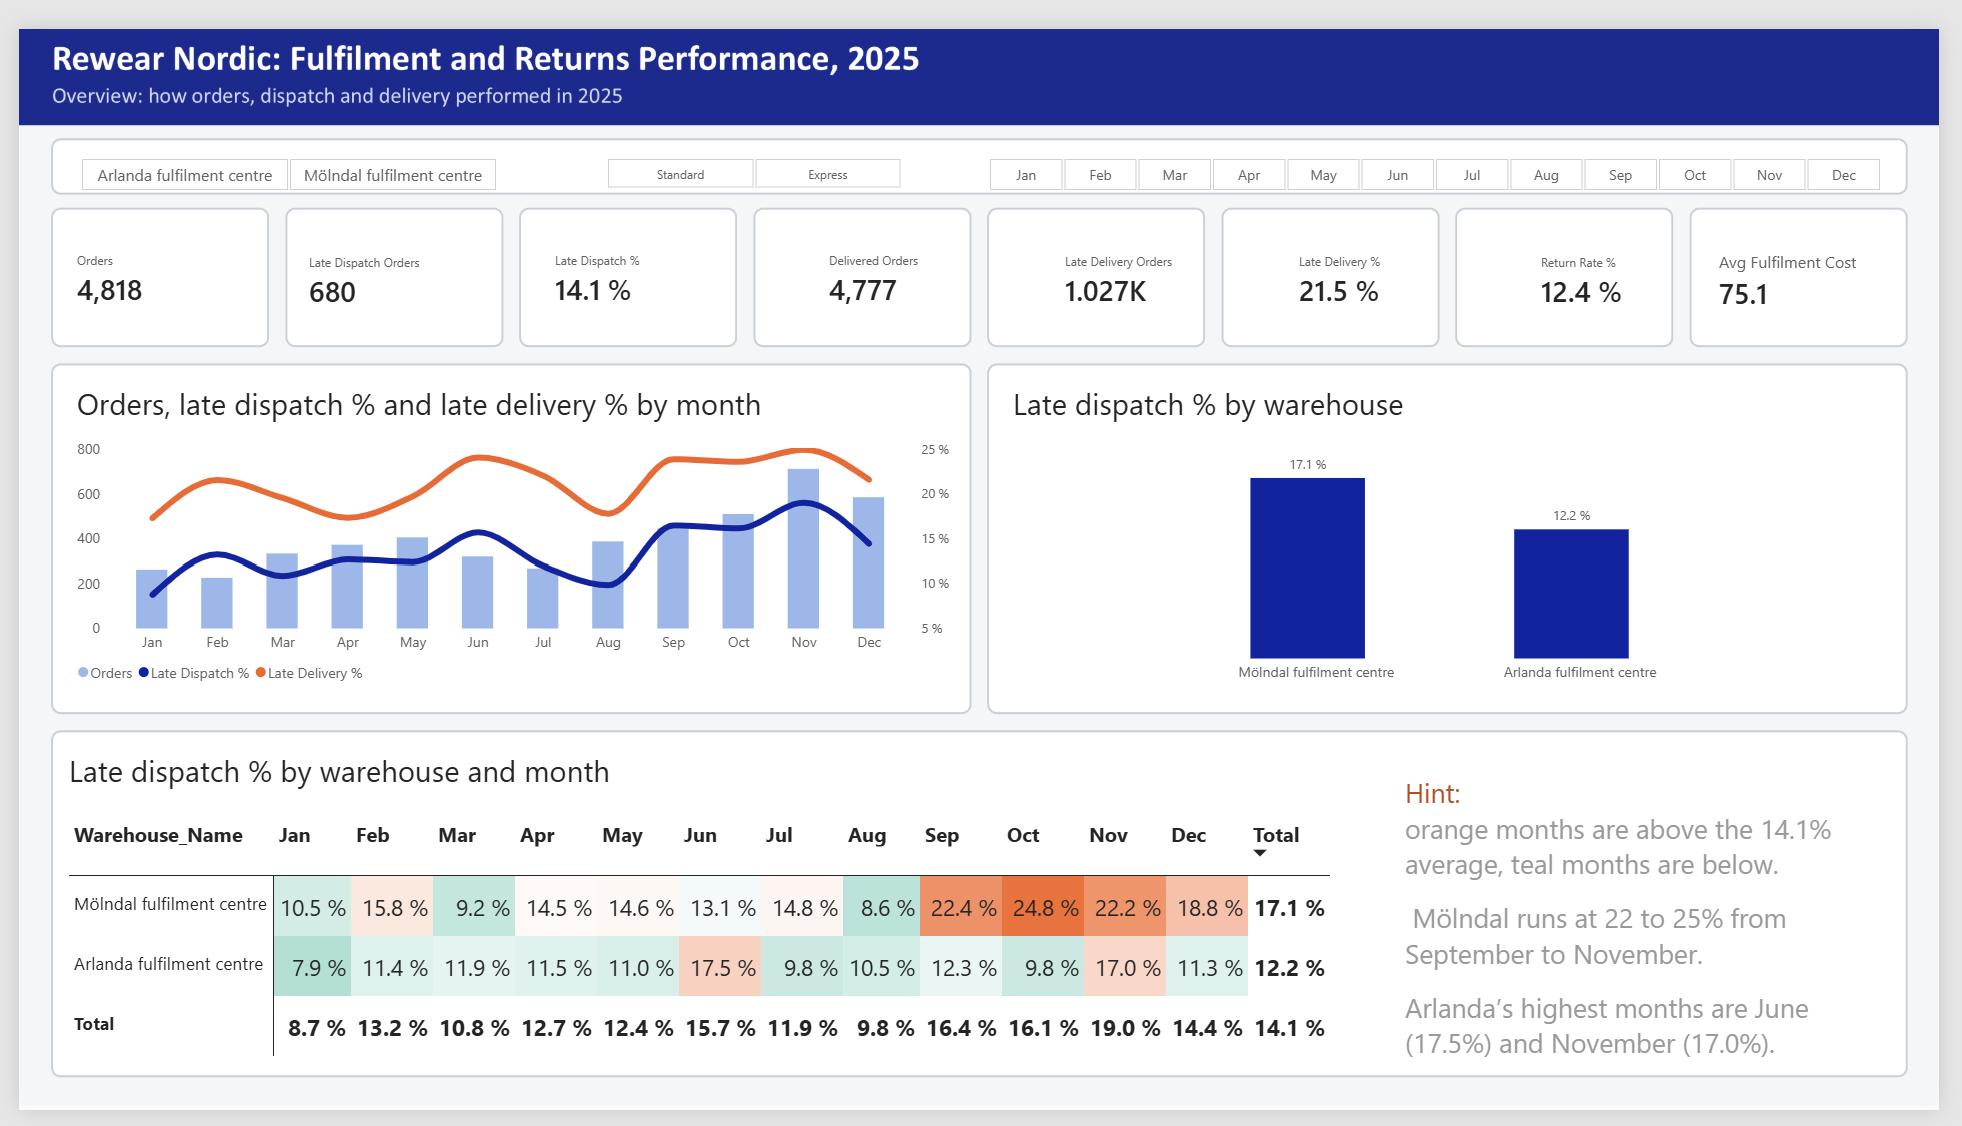 Rewear Nordic: Fulfilment and Returns Performance, 2025
Overview: how orders, dispatch and delivery performed in 2025
Arlanda fulfilment centre Mölndal fulfilment centre Standard Express Jan Feb Mar Apr May Jun Jul Aug Sep Oct Nov Dec
Orders
4,818
Late Dispatch Orders
680
Late Dispatch %
14.1 %
Delivered Orders
4,777
Late Delivery Orders
1.027K
Late Delivery %
21.5 %
Return Rate %
12.4 %
Avg Fulfilment Cost
75.1
Orders, late dispatch % and late delivery % by month
800 25 %
600 20 %
400 15 %
200 10 %
0 5 %
Jan Feb Mar Apr May Jun Jul Aug Sep Oct Nov Dec
Orders Late Dispatch % Late Delivery %
Late dispatch % by warehouse
17.1 %
12.2 %
Mölndal fulfilment centre Arlanda fulfilment centre
Late dispatch % by warehouse and month
Warehouse_Name Jan Feb Mar Apr May Jun Jul Aug Sep Oct Nov Dec Total
Mölndal fulfilment centre 10.5 % 15.8 % 9.2 % 14.5 % 14.6 % 13.1 % 14.8 % 8.6 % 22.4 % 24.8 % 22.2 % 18.8 % 17.1 %
Arlanda fulfilment centre 7.9 % 11.4 % 11.9 % 11.5 % 11.0 % 17.5 % 9.8 % 10.5 % 12.3 % 9.8 % 17.0 % 11.3 % 12.2 %
Total 8.7 % 13.2 % 10.8 % 12.7 % 12.4 % 15.7 % 11.9 % 9.8 % 16.4 % 16.1 % 19.0 % 14.4 % 14.1 %
Hint:
orange months are above the 14.1%
average, teal months are below.
Mölndal runs at 22 to 25% from
September to November.
Arlanda’s highest months are June
(17.5%) and November (17.0%).